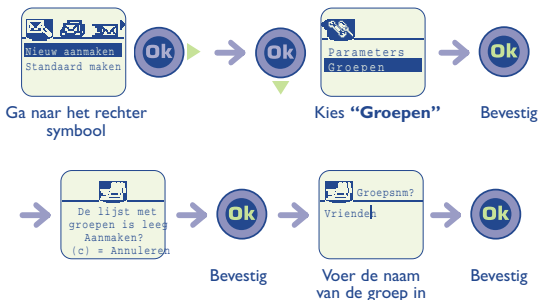 Nieuw aanmaken
Standaard maken
Ok
Ok
Parameters
Groepen
Ok
Ga naar het rechter
symbool
Kies “Groepen”
Bevestig
De lijst met
groepen is leeg
Aanmaken?
(c) = Annuleren
Ok
Groepsnm?
Vrienden
Ok
Bevestig
Voer de naam
van de groep in
Bevestig